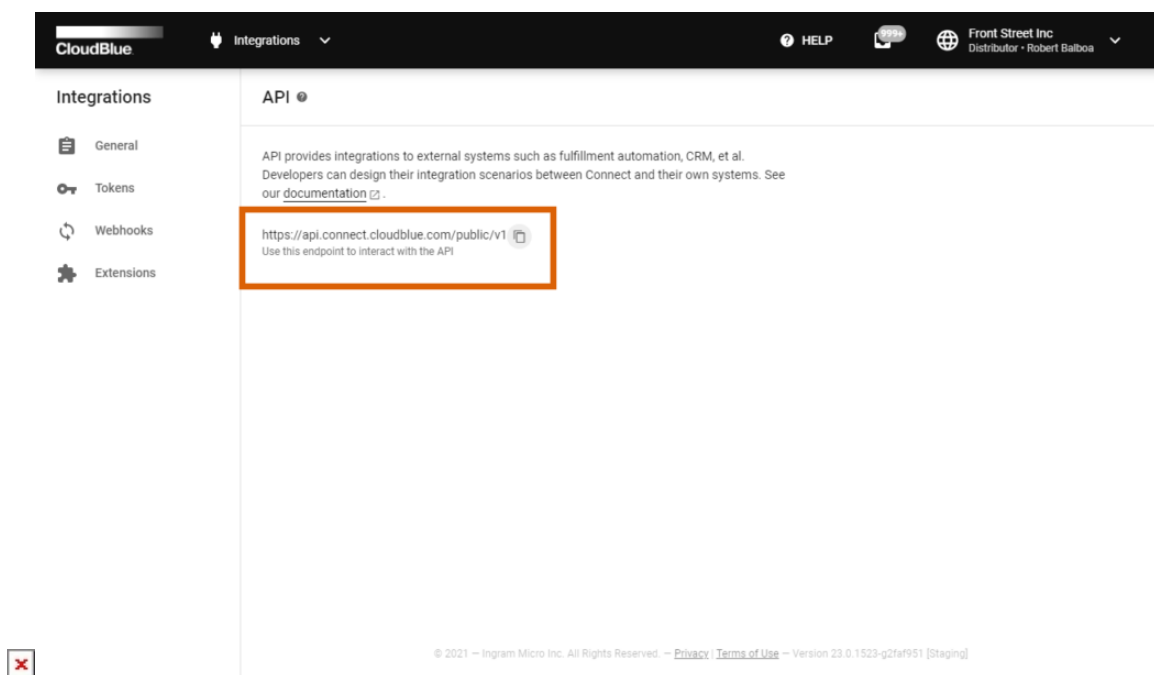 CloudBlue
Integrations
HELP
999+
Front Street Inc
Distributor • Robert Balboa
Integrations
General
Tokens
Webhooks
Extensions
API
API provides integrations to external systems such as fulfillment automation, CRM, et al.
Developers can design their integration scenarios between Connect and their own systems. See
our documentation .
https://api.connect.cloudblue.com/public/v1
Use this endpoint to interact with the API
© 2021 — Ingram Micro Inc. All Rights Reserved. — Privacy | Terms of Use — Version 23.0.1523-g2faf951 [Staging]